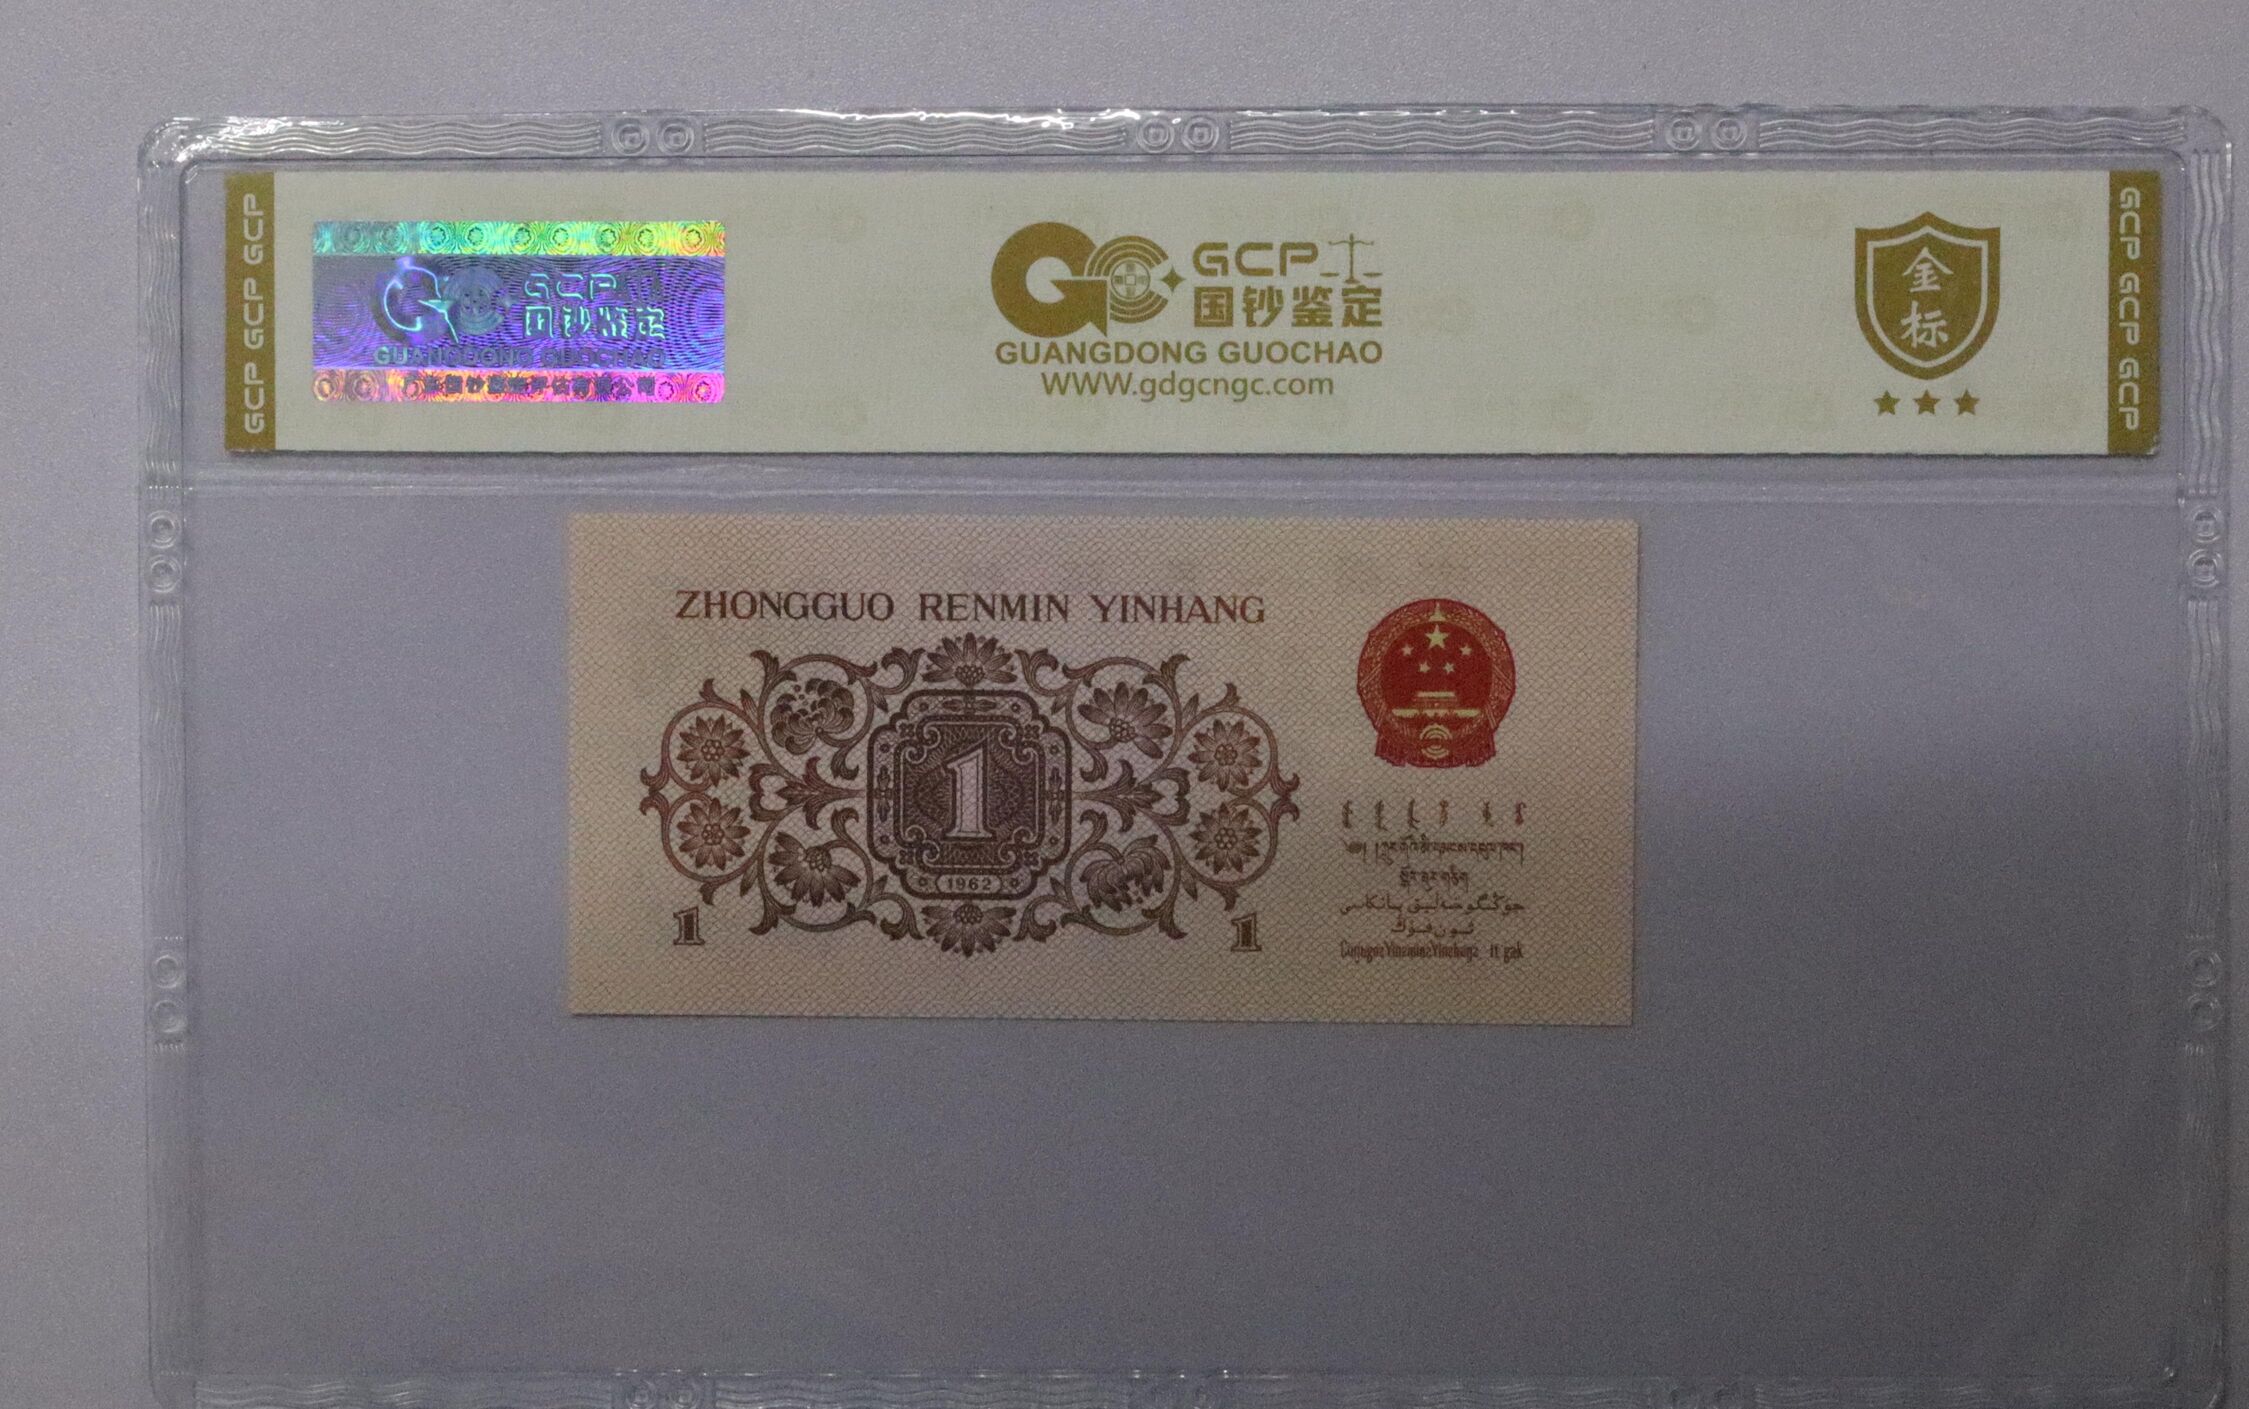 GCP GCP GCP
GCP
国钞鉴定
GUANGDONG GUOCHAO
GCP
国钞鉴定
GUANGDONG GUOCHAO
WWW.gdgcngc.com
金
标
GCP GCP GCP
ZHONGGUO RENMIN YINHANG
1
1962
1
1